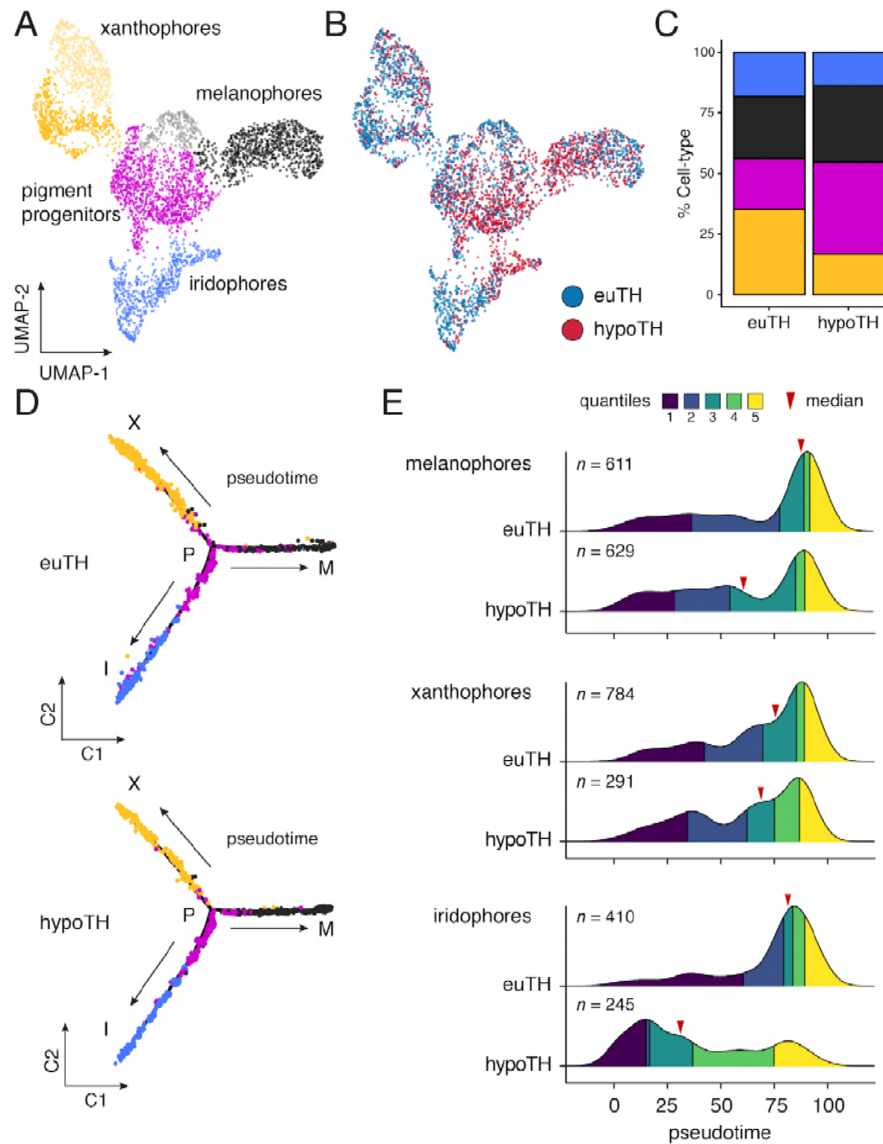 A
xanthophores
melanophores
pigment
progenitors
iridophores
UMAP-2
UMAP-1
B
euTH
hypoTH
C
% Cell-type
100
75
50
25
0
euTH
hypoTH
D
X
pseudotime
P
M
euTH
I
C2
C1
X
pseudotime
P
M
hypoTH
I
C2
C1
E
quantiles
1 2 3 4 5
median
melanophores
n = 611
euTH
n = 629
hypoTH
xanthophores
n = 784
euTH
n = 291
hypoTH
iridophores
n = 410
euTH
n = 245
hypoTH
0 25 50 75 100
pseudotime